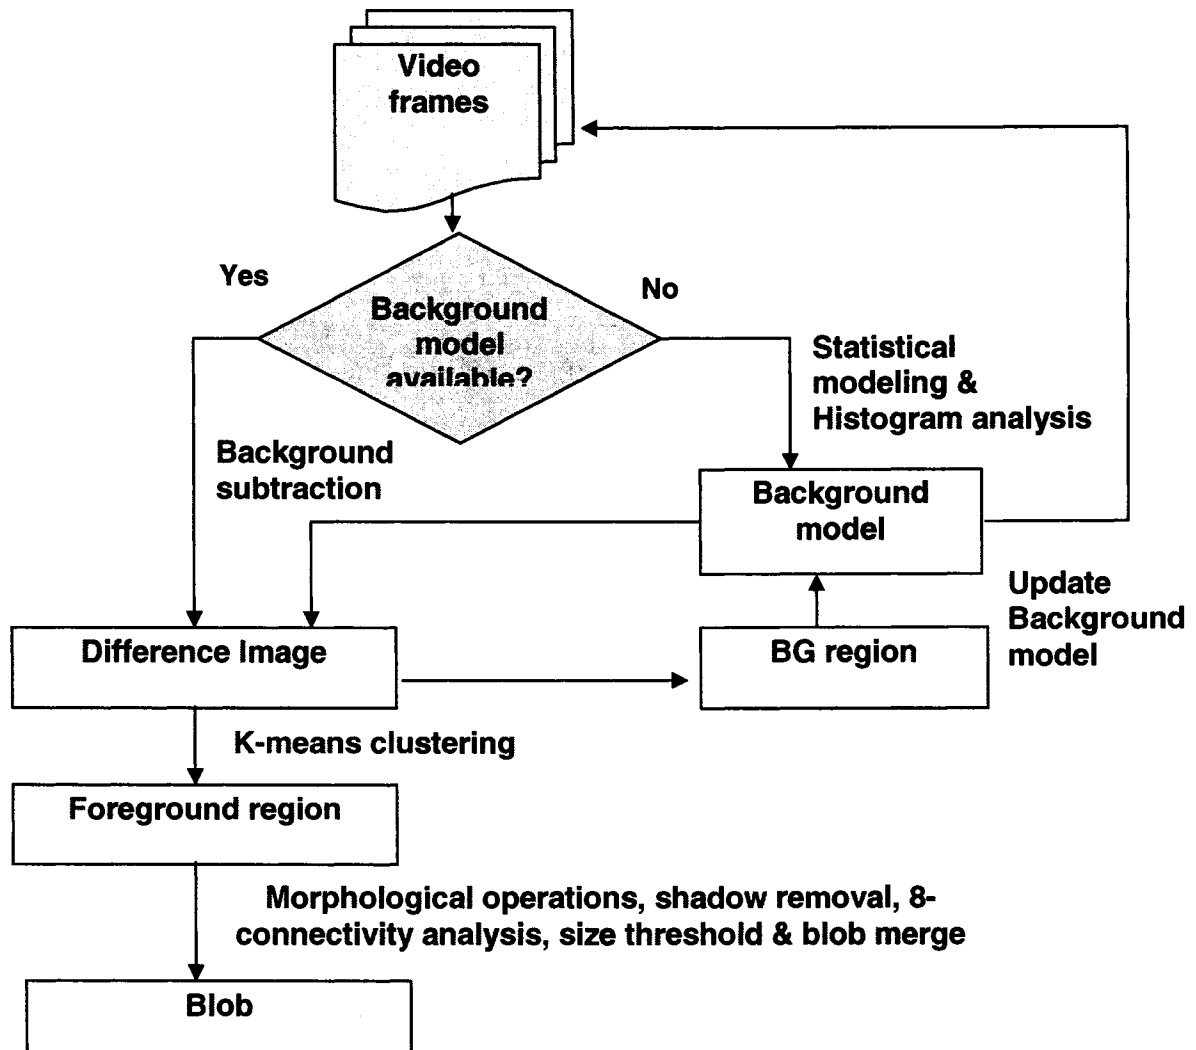 Video
frames
Yes
No
Background
model
available?
Statistical
modeling &
Histogram analysis
Background
subtraction
Background
model
Update
Background
model
Difference Image
BG region
K-means clustering
Foreground region
Morphological operations, shadow removal, 8-
connectivity analysis, size threshold & blob merge
Blob